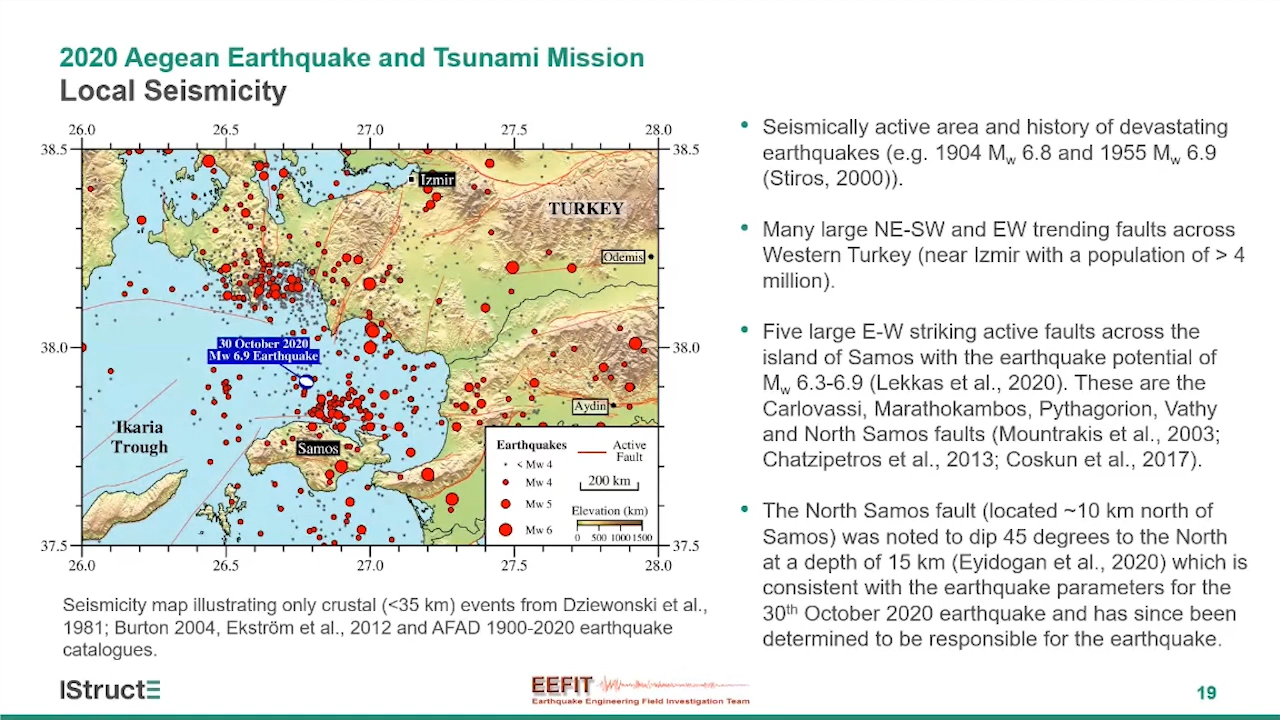 2020 Aegean Earthquake and Tsunami Mission
Local Seismicity
26.0 26.5 27.0 27.5 28.0
38.5 38.5
Izmir
TURKEY
Odemis
30 October 2020
Mw 6.9 Earthquake
38.0 38.0
Aydin
Ikaria
Trough
Samos
Earthquakes
< Mw 4
Mw 4
Mw 5
Mw 6
Active
Fault
200 km
Elevation (km)
0 500 1000 1500
37.5 37.5
26.0 26.5 27.0 27.5 28.0
Seismicity map illustrating only crustal (<35 km) events from Dziewonski et al.,
1981; Burton 2004, Ekström et al., 2012 and AFAD 1900-2020 earthquake
catalogues.
• Seismically active area and history of devastating
earthquakes (e.g. 1904 Mw 6.8 and 1955 Mw 6.9
(Stiros, 2000)).
• Many large NE-SW and EW trending faults across
Western Turkey (near Izmir with a population of > 4
million).
• Five large E-W striking active faults across the
island of Samos with the earthquake potential of
Mw 6.3-6.9 (Lekkas et al., 2020). These are the
Carlovassi, Marathokambos, Pythagorion, Vathy
and North Samos faults (Mountrakis et al., 2003;
Chatzipetros et al., 2013; Coskun et al., 2017).
• The North Samos fault (located ~10 km north of
Samos) was noted to dip 45 degrees to the North
at a depth of 15 km (Eyidogan et al., 2020) which is
consistent with the earthquake parameters for the
30th October 2020 earthquake and has since been
determined to be responsible for the earthquake.
IStructE
EEFIT
Earthquake Engineering Field Investigation Team
19